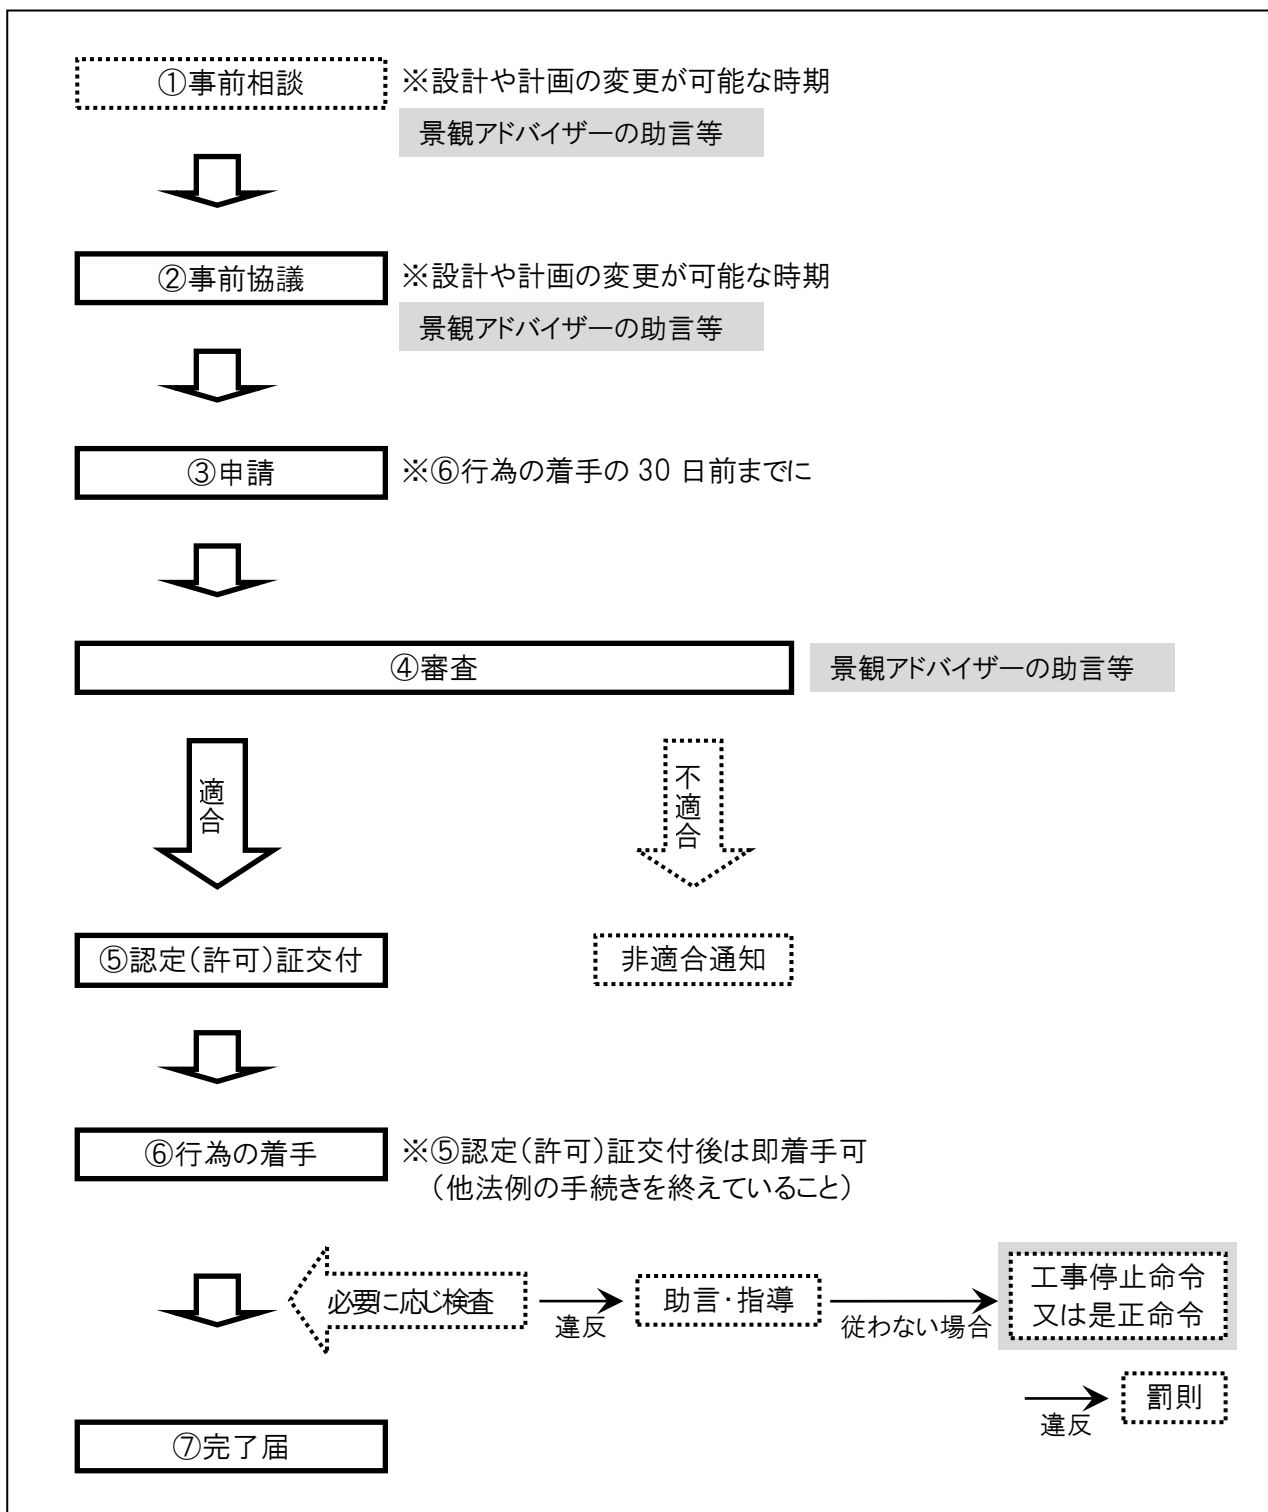 ①事前相談
※設計や計画の変更が可能な時期
景観アドバイザーの助言等
②事前協議
※設計や計画の変更が可能な時期
景観アドバイザーの助言等
③申請
※⑥行為の着手の 30 日前までに
④審査
景観アドバイザーの助言等
適合
不適合
⑤認定(許可)証交付
非適合通知
⑥行為の着手
※⑤認定(許可)証交付後は即着手可
(他法例の手続きを終えていること)
必要に応じ検査
違反
助言・指導
従わない場合
工事停止命令
又は是正命令
違反
罰則
⑦完了届